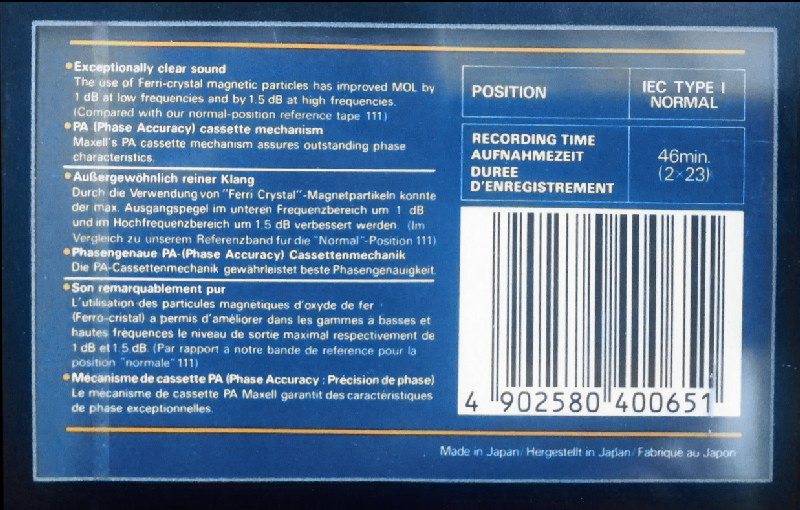 •Exceptionally clear sound
The use of Ferri-crystal magnetic particles has improved MOL by
1 dB at low frequencies and by 1.5 dB at high frequencies.
(Compared with our normal-position reference tape 111)
•PA (Phase Accuracy) cassette mechanism
Maxell's PA cassette mechanism assures outstanding phase
characteristics.
•Außergewöhnlich reiner Klang
Durch die Verwendung von "Ferri Crystal"-Magnetpartikeln konnte
der max. Ausgangspegel im unteren Frequenzbereich um 1 dB
und im Hochfrequenzbereich um 1.5 dB verbessert werden. (Im
Vergleich zu unserem Referenzband fur die "Normal"-Position 111)
•Phasengenaue PA-(Phase Accuracy) Cassettenmechanik
Die PA-Cassettenmechanik gewährleistet beste Phasengenauigkeit.
•Son remarquablement pur
L'utilisation des particules magnétiques d'oxyde de fer
(Ferro-cristal) a permis d'améliorer dans les gammes à basses et
hautes fréquences le niveau de sortie maximal respectivement de
1 dB et 1.5 dB. (Par rapport à notre bande de reference pour la
position "normale" 111)
•Mécanisme de cassette PA (Phase Accuracy : Précision de phase)
Le mécanisme de cassette PA Maxell garantit des caractéristiques
de phase exceptionnelles.
POSITION
IEC TYPE I
NORMAL
RECORDING TIME
AUFNAHMEZEIT
DUREE
D'ENREGISTREMENT
46min.
(2×23)
4 902580 400651
Made in Japan/Hergestellt in Japan/Fabriqué au Japon